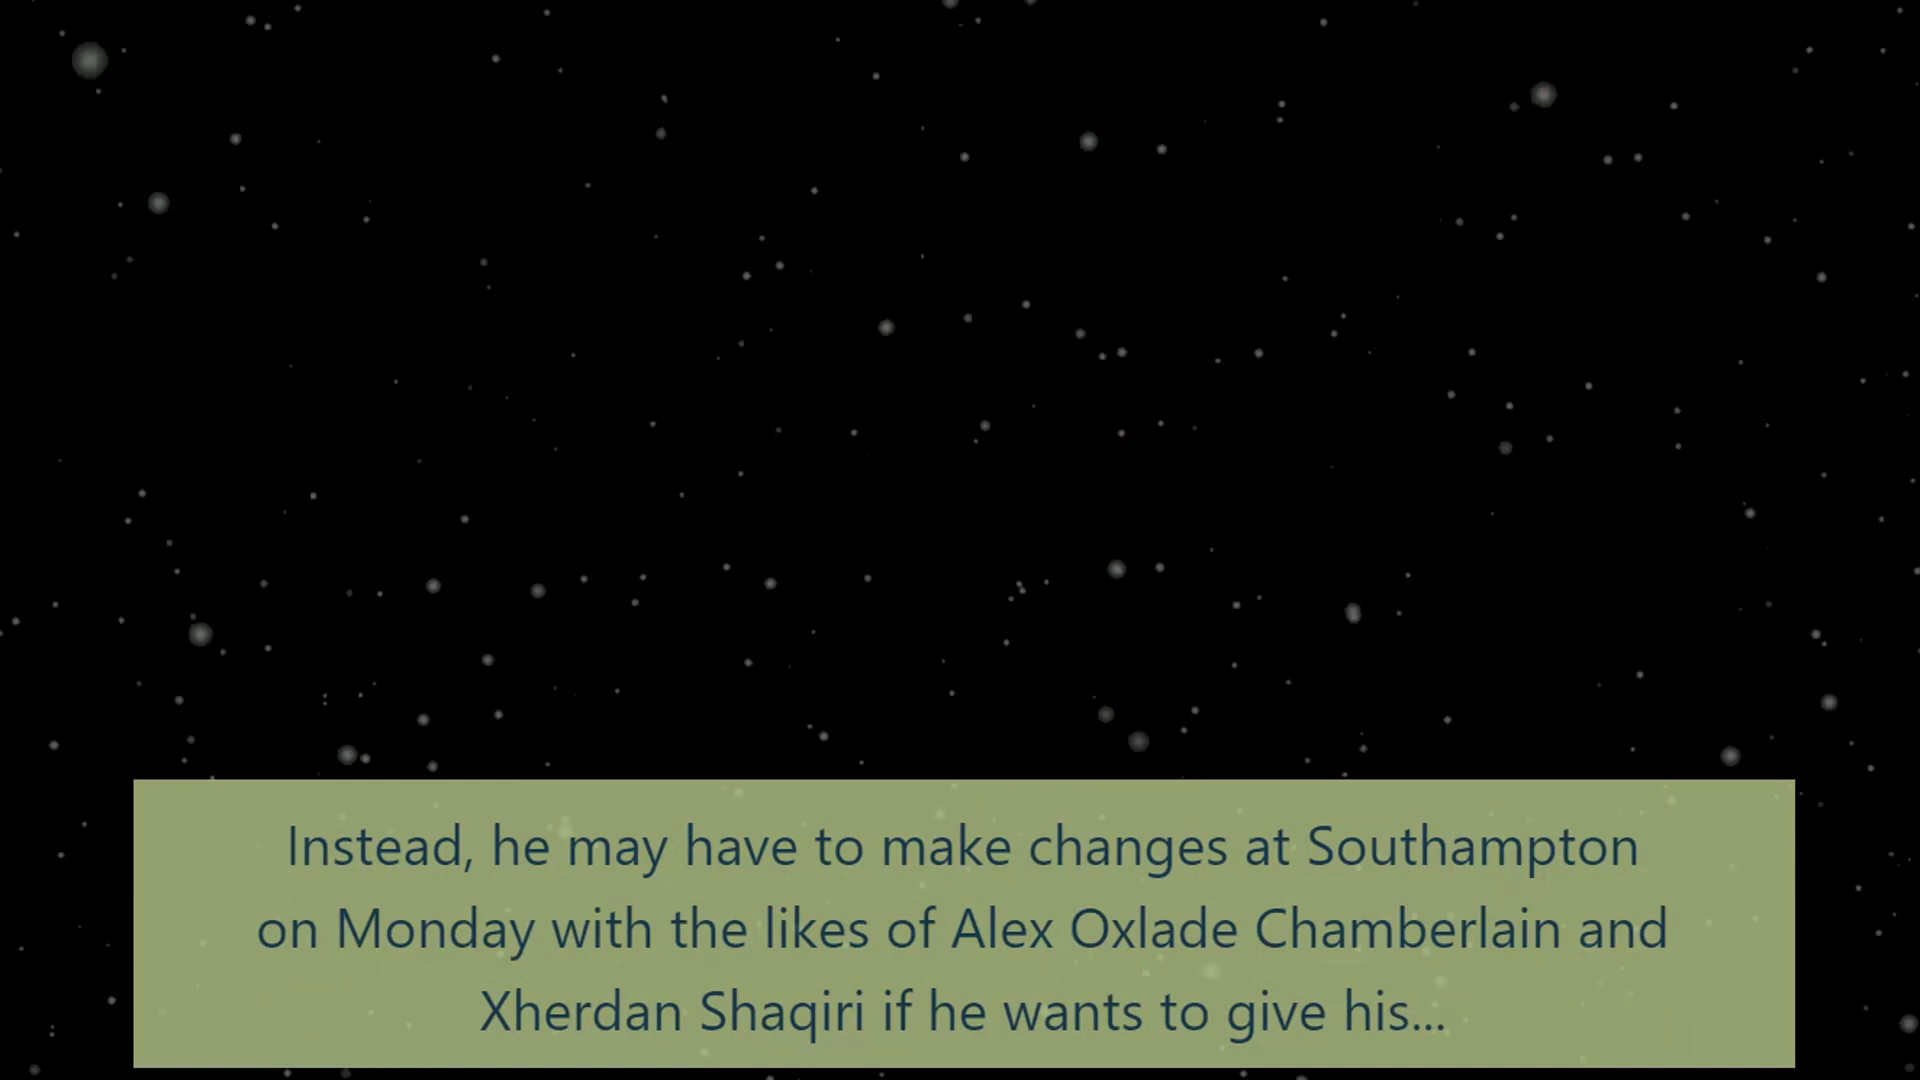 Instead, he may have to make changes at Southampton
on Monday with the likes of Alex Oxlade Chamberlain and
Xherdan Shaqiri if he wants to give his...